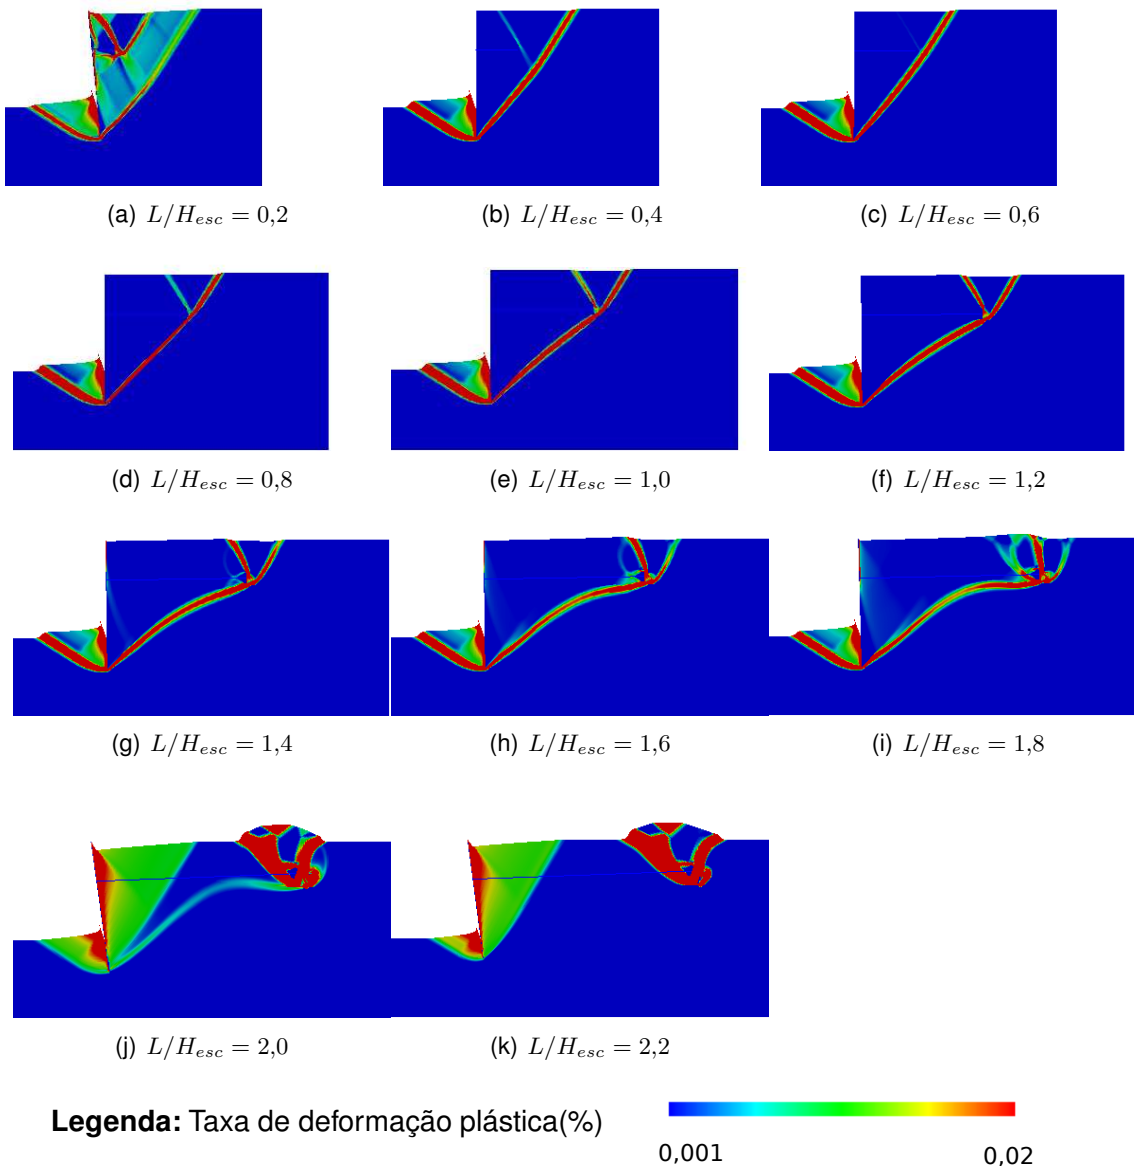 (a) L/H_esc = 0,2
(b) L/H_esc = 0,4
(c) L/H_esc = 0,6
(d) L/H_esc = 0,8
(e) L/H_esc = 1,0
(f) L/H_esc = 1,2
(g) L/H_esc = 1,4
(h) L/H_esc = 1,6
(i) L/H_esc = 1,8
(j) L/H_esc = 2,0
(k) L/H_esc = 2,2
Legenda: Taxa de deformação plástica(%)
0,001
0,02